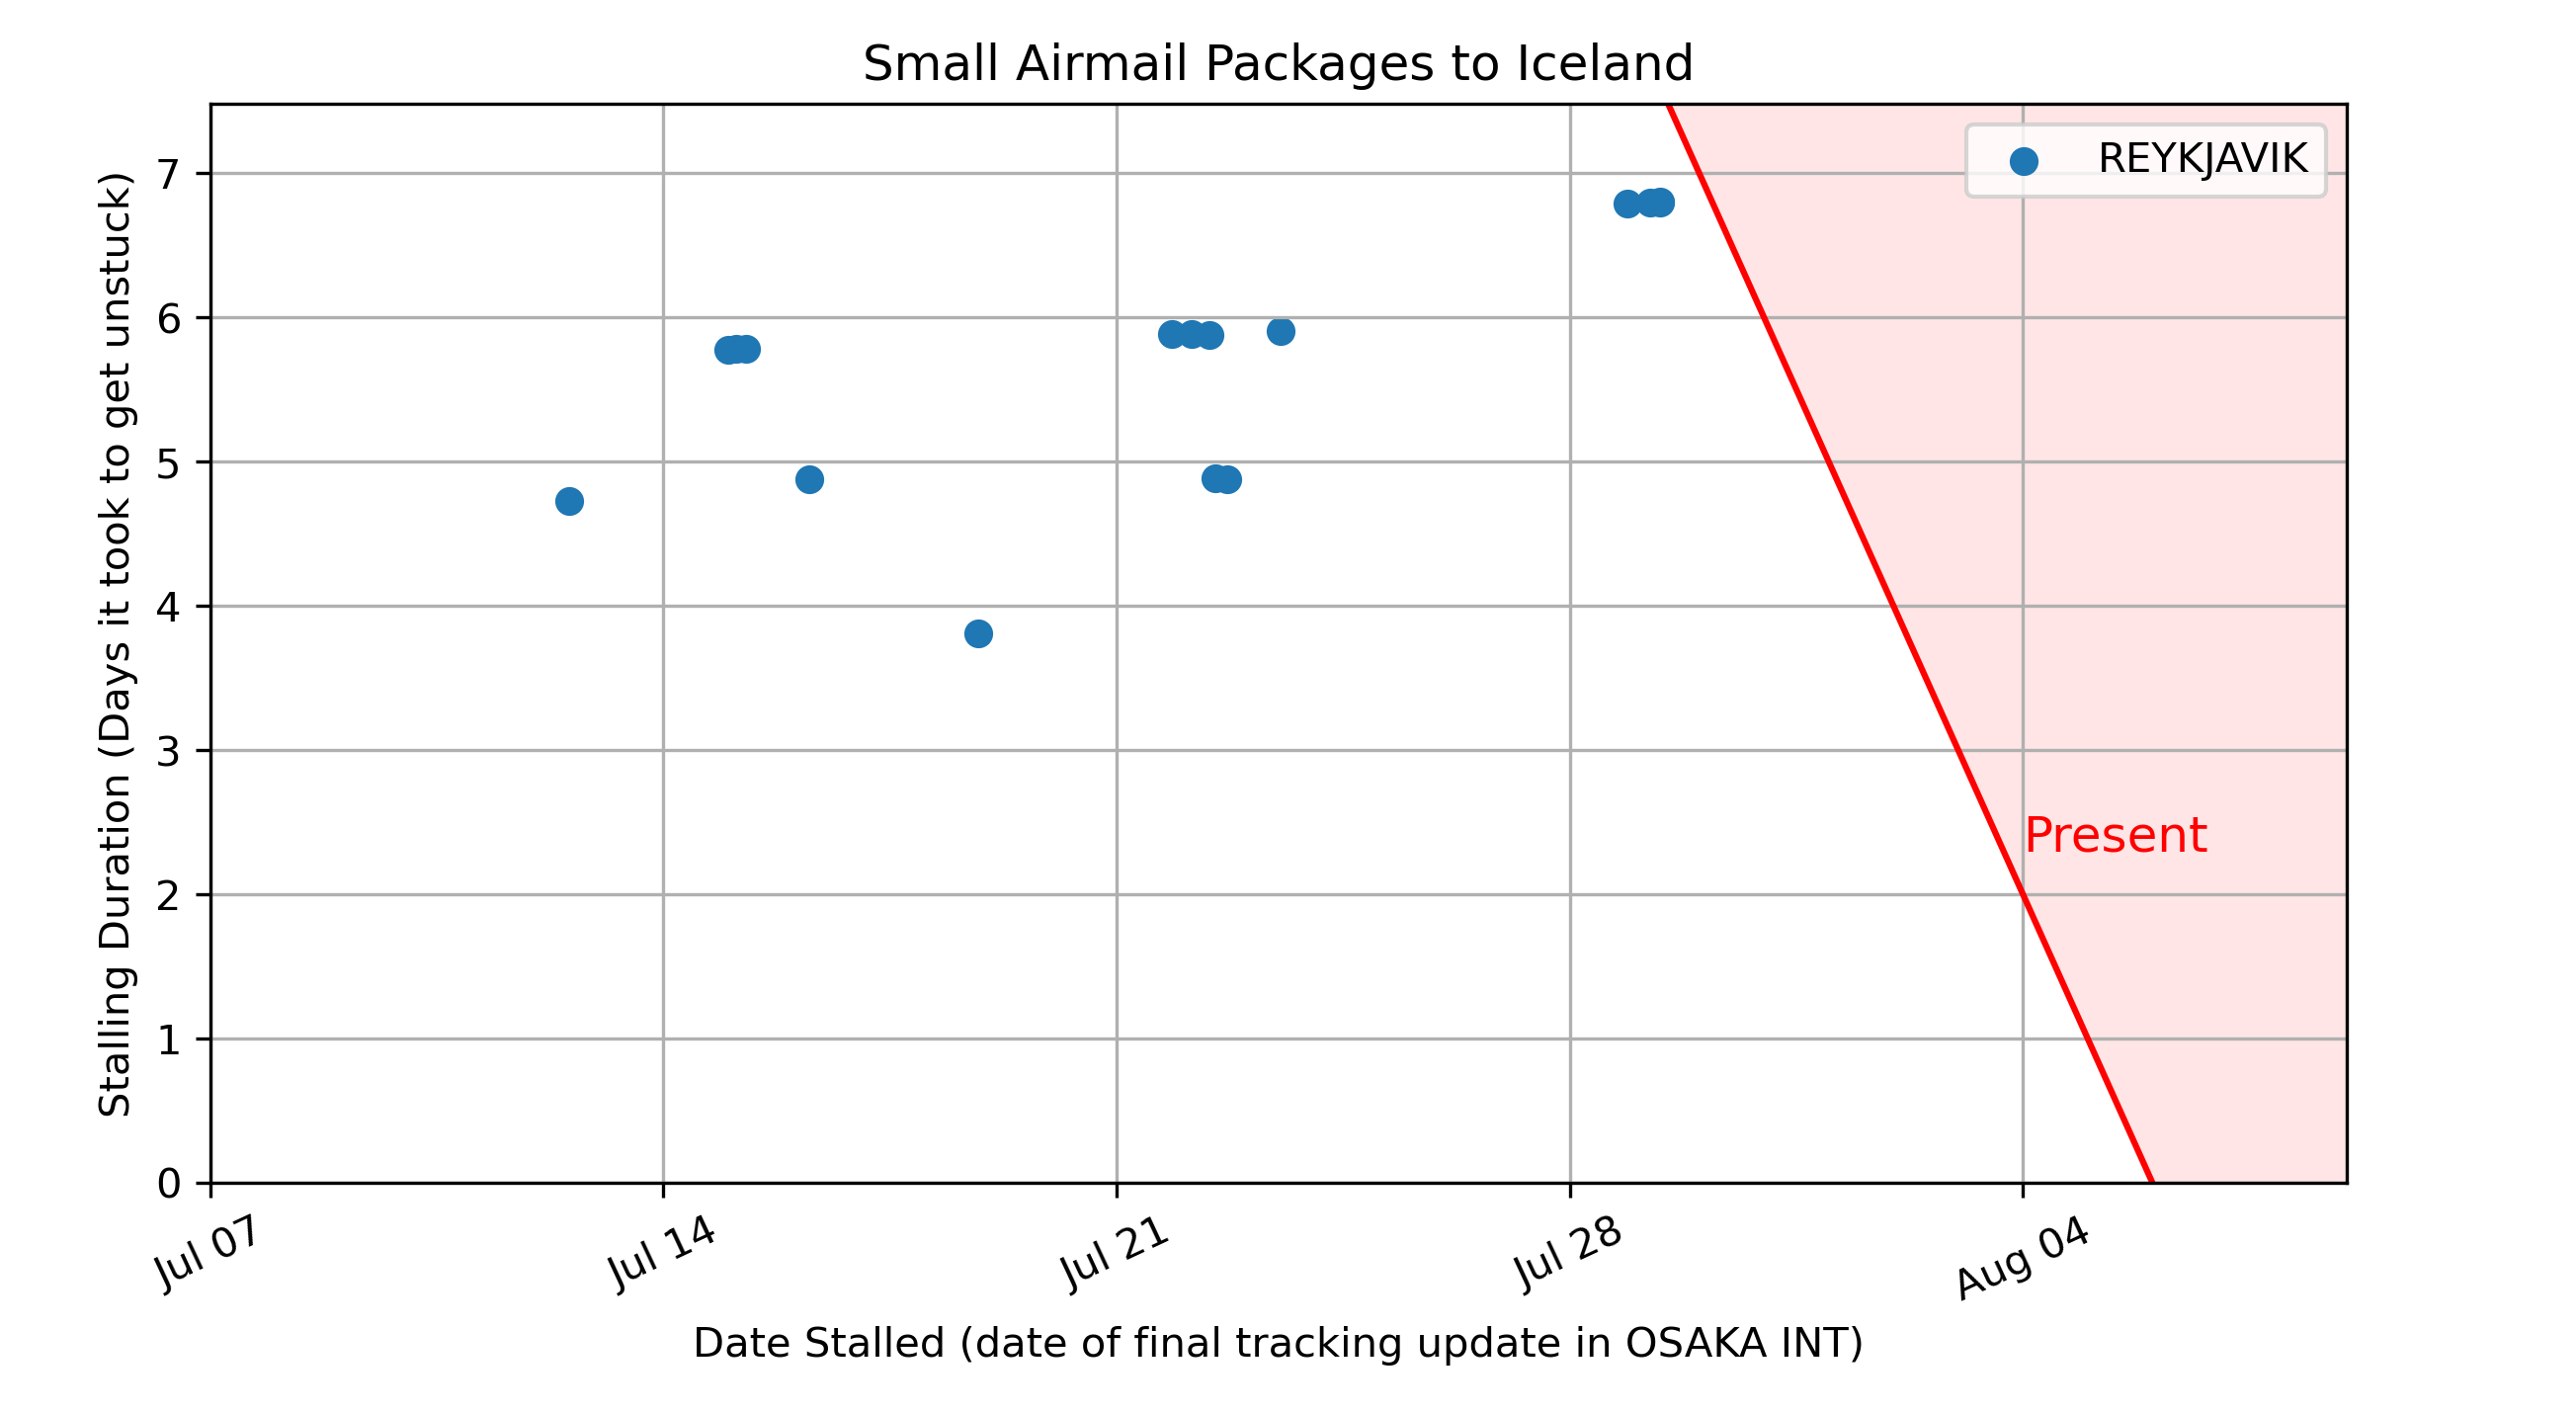 Small Airmail Packages to Iceland
REYKJAVIK
Stalling Duration (Days it took to get unstuck)
7
6
5
4
3
2
1
0
Present
Jul 07
Jul 14
Jul 21
Jul 28
Aug 04
Date Stalled (date of final tracking update in OSAKA INT)